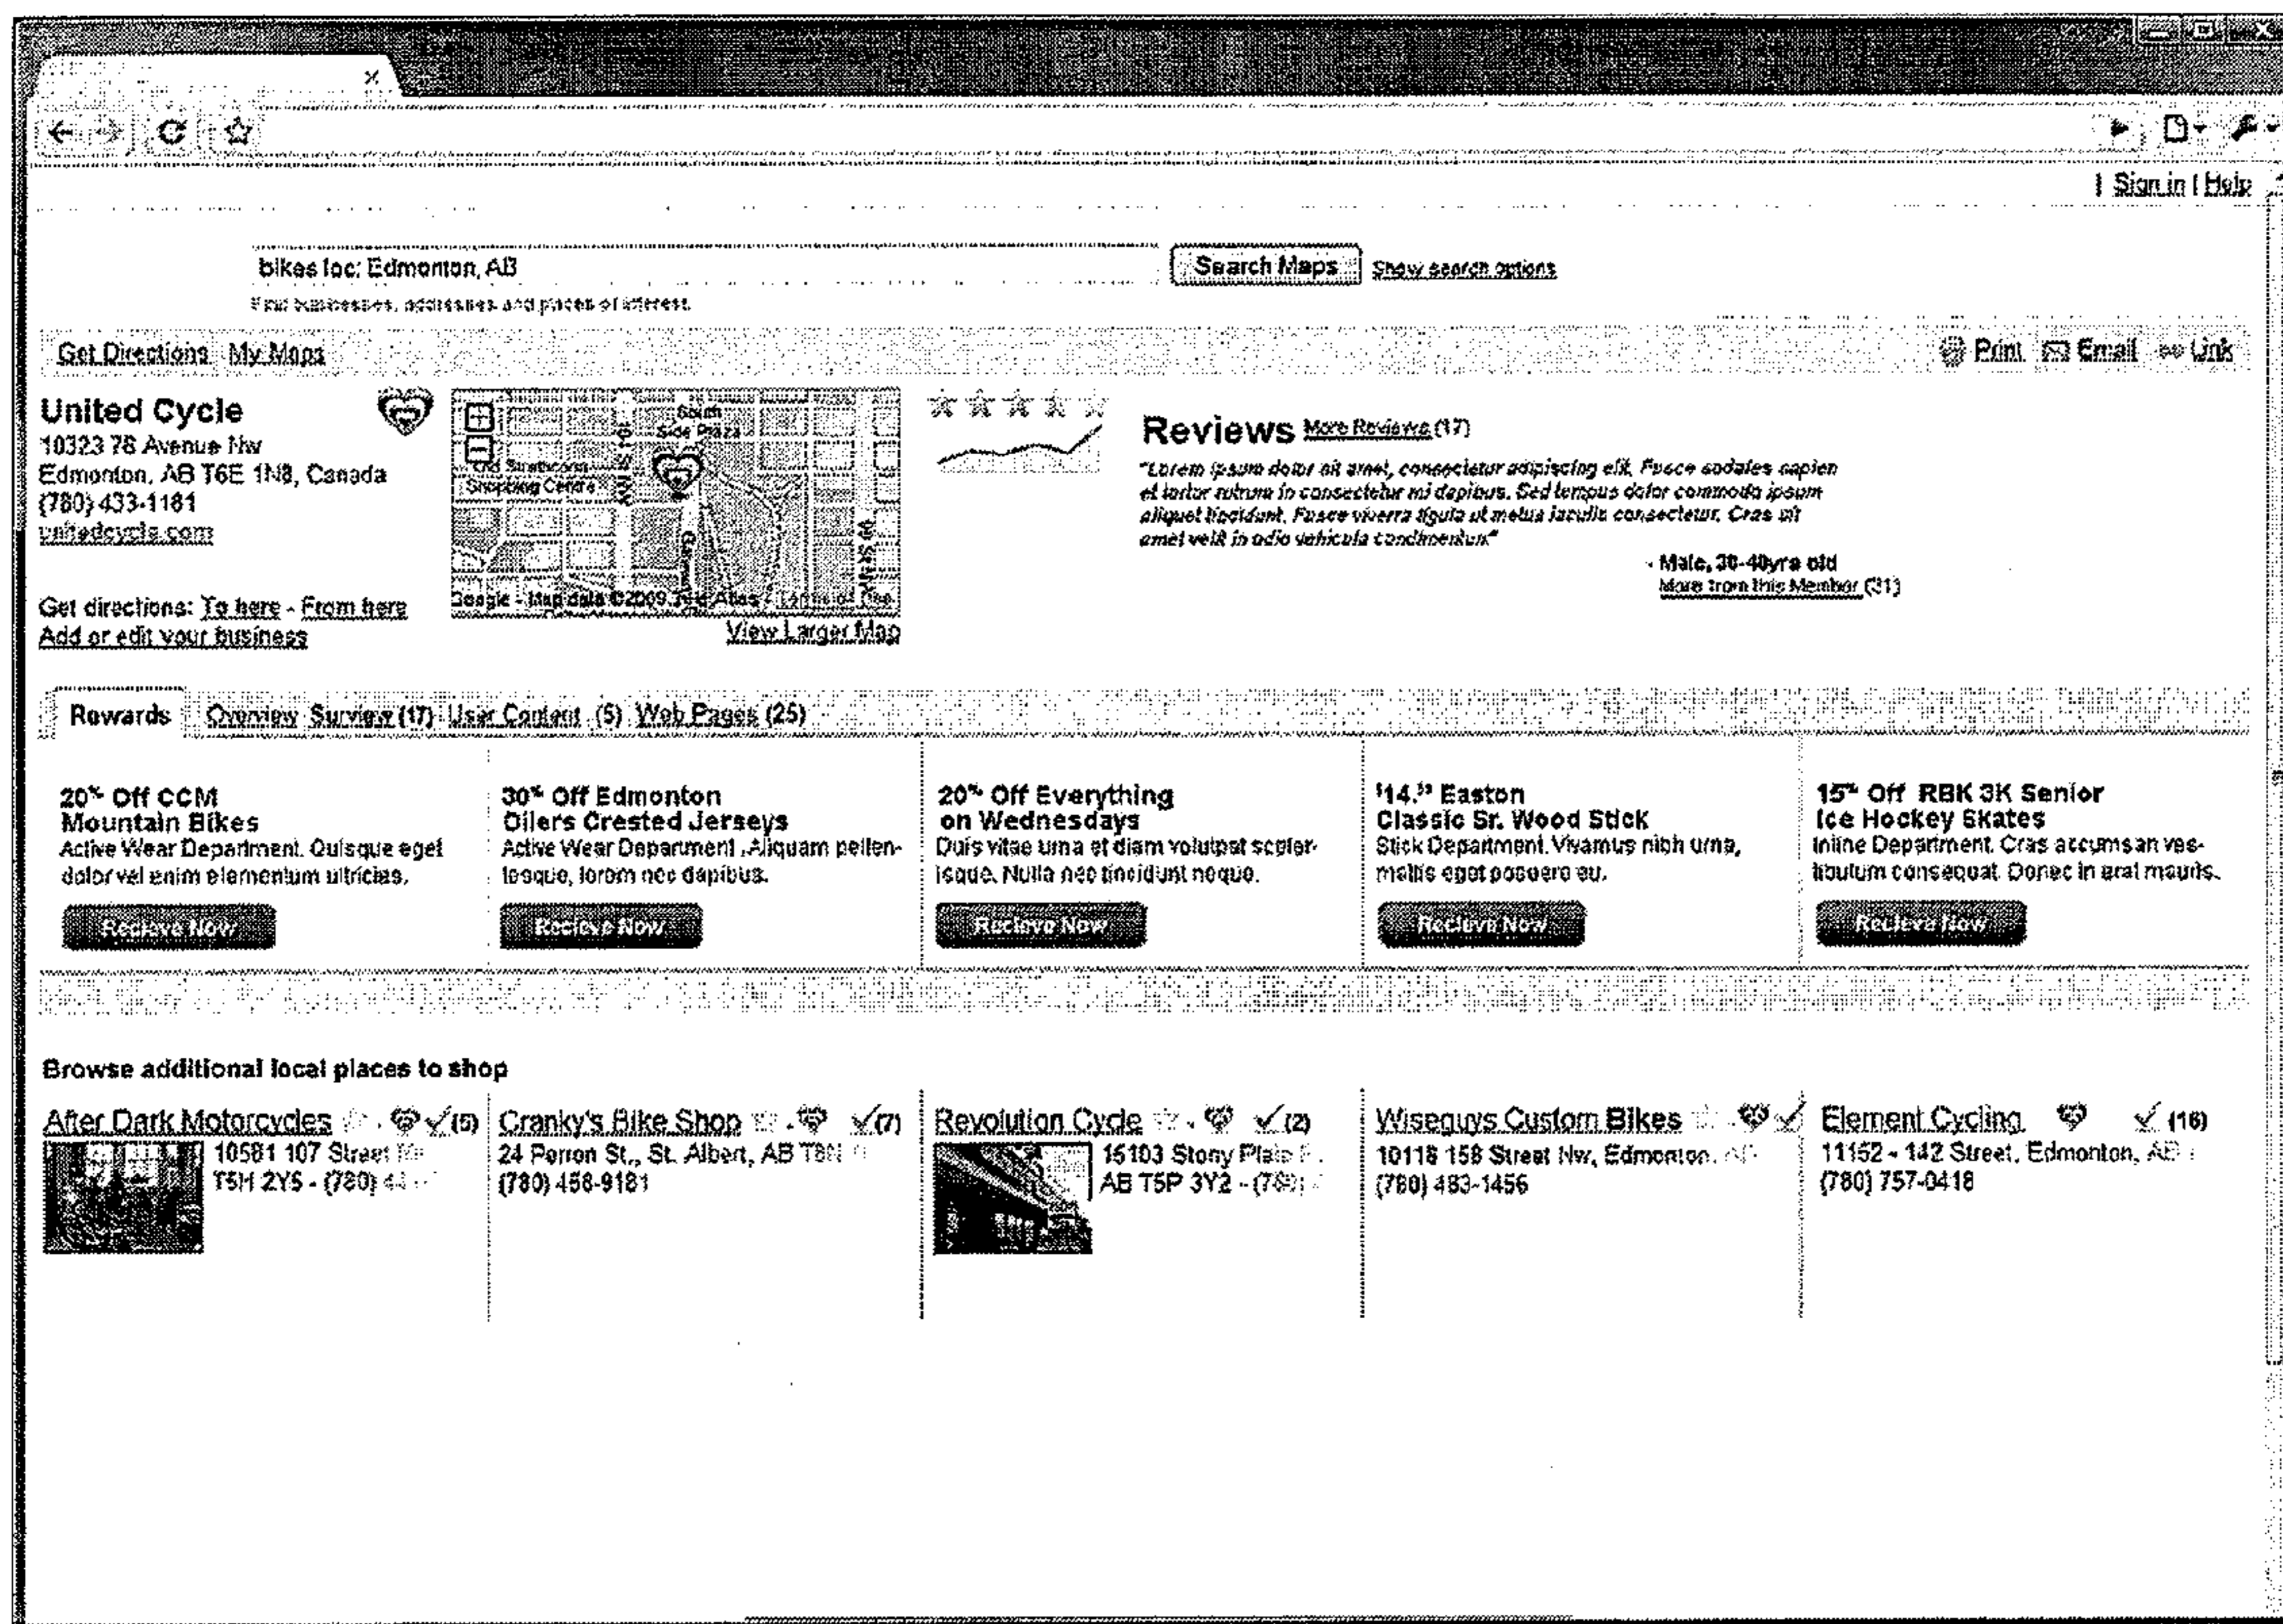 Sign in | Help
bikes loc: Edmonton, AB
Search Maps
Show search options
Find businesses, addresses and places of interest.
Get Directions My Maps
Print Email Link
United Cycle
10323 78 Avenue Nw
Edmonton, AB T6E 1N8, Canada
(780) 433-1181
unitedcycle.com
Get directions: To here - From here
Add or edit your business
South
Side Plaza
Old Strathcona
Shopping Centre
View Larger Map
Reviews More Reviews (17)
"Lorem ipsum dolor sit amet, consectetur adipiscing elit. Fusce sodales sapien
et tortor rutrum in consectetur mi dapibus. Sed tempus dolor commodo ipsum
aliquet tincidunt. Fusce viverra ligula ut metus iaculis consectetur. Cras sit
amet velit in odio vehicula condimentum"
- Male, 30-40yrs old
More from this Member (31)
Rewards Overview Surview (17) User Content (5) Web Pages (25)
20% Off CCM
Mountain Bikes
Active Wear Department. Quisque eget
dolor vel enim elementum ultricies.
Recieve Now
30% Off Edmonton
Oilers Crested Jerseys
Active Wear Department. Aliquam pellen-
tesque, lorem nec dapibus.
Recieve Now
20% Off Everything
on Wednesdays
Duis vitae urna et diam volutpat sceler-
isque. Nulla nec tincidunt neque.
Recieve Now
$14. Easton
Classic Sr. Wood Stick
Stick Department. Vivamus nibh urna,
mattis eget posuere eu.
Recieve Now
15% Off RBK 3K Senior
Ice Hockey Skates
Inline Department. Cras accumsan ves-
tibulum consequat. Donec in erat mauris.
Recieve Now
Browse additional local places to shop
After Dark Motorcycles (5)
10581 107 Street
T5H 2Y5 - (780)
Cranky's Bike Shop (7)
24 Perron St., St. Albert, AB T8N
(780) 458-9181
Revolution Cycle (2)
15103 Stony Plain
AB T5P 3Y2 - (780)
Wiseguys Custom Bikes
10118 158 Street Nw, Edmonton,
(780) 483-1456
Element Cycling (16)
11152 - 142 Street, Edmonton, AB
(780) 757-0418